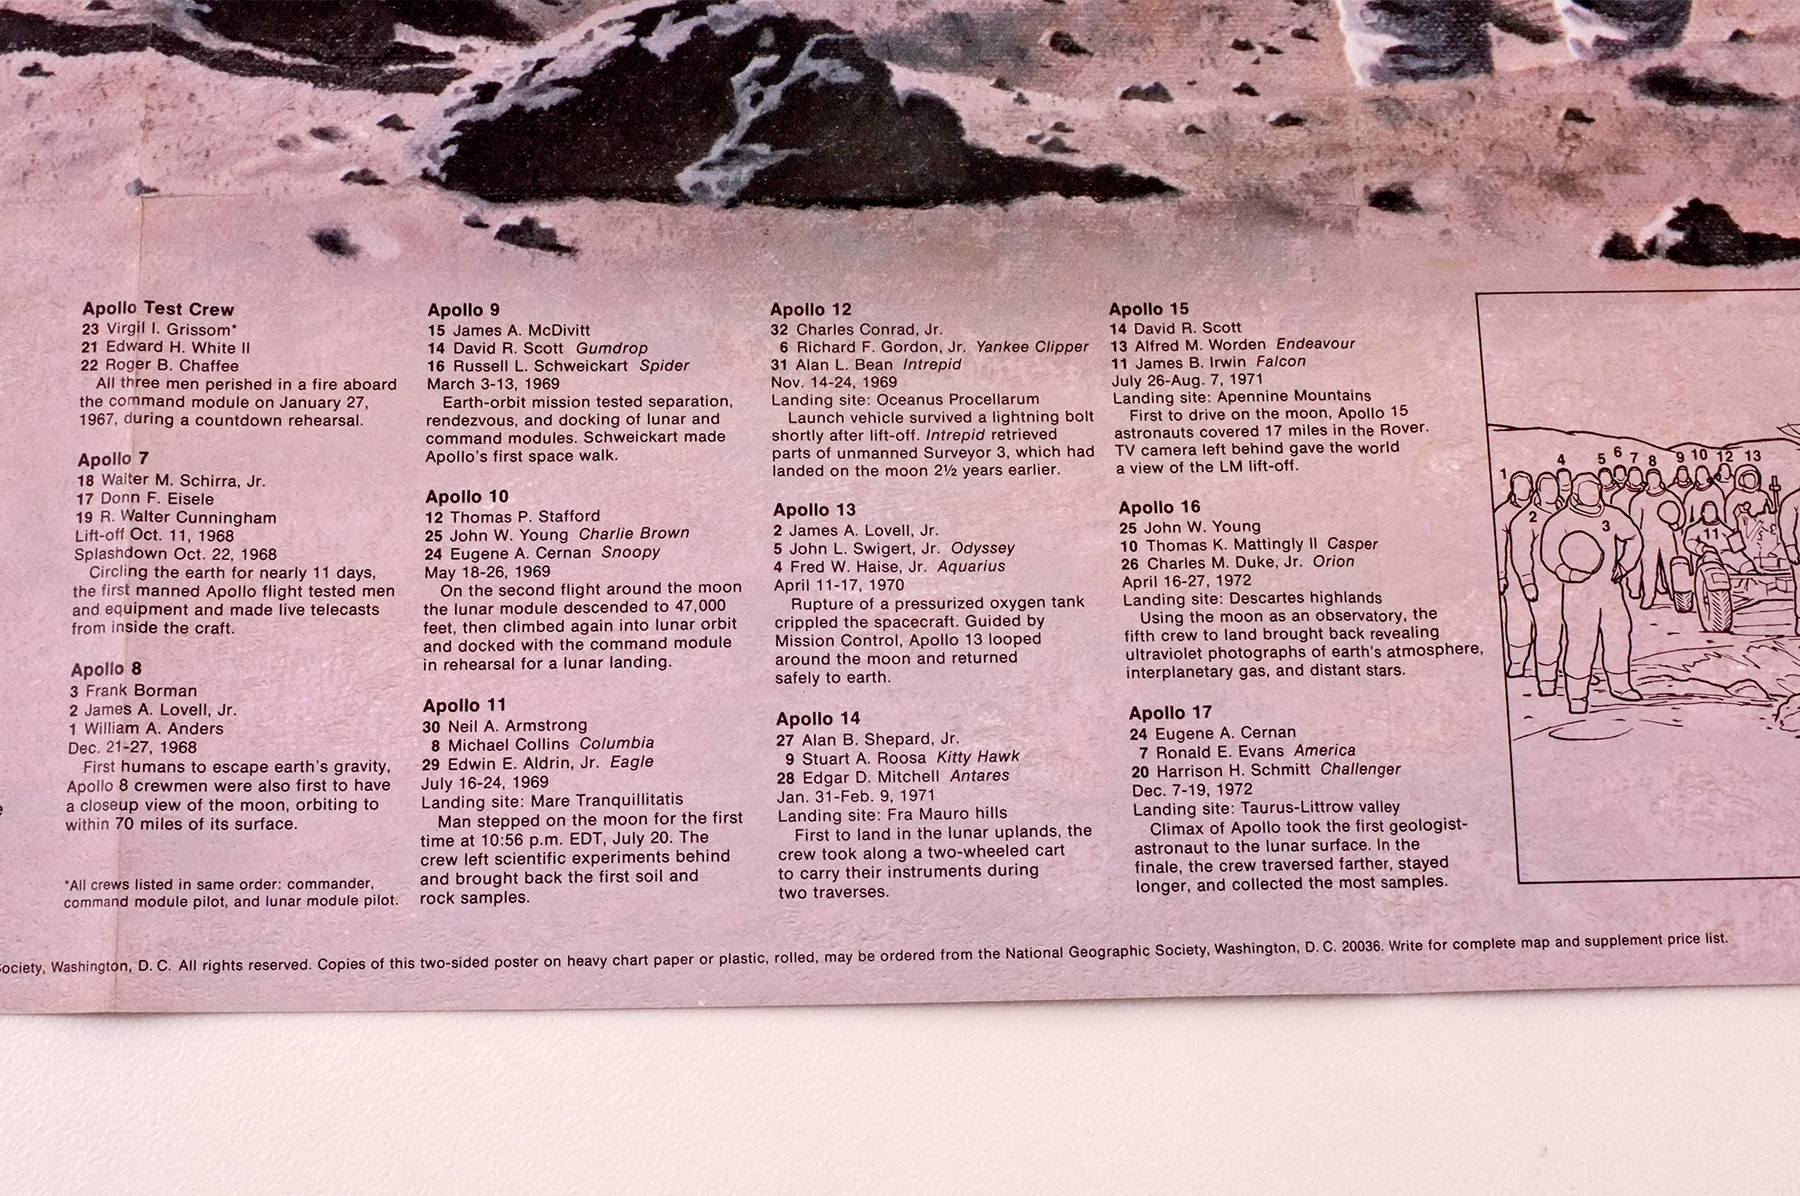 Apollo Test Crew
23 Virgil I. Grissom*
21 Edward H. White II
22 Roger B. Chaffee
All three men perished in a fire aboard
the command module on January 27,
1967, during a countdown rehearsal.
Apollo 7
18 Walter M. Schirra, Jr.
17 Donn F. Eisele
19 R. Walter Cunningham
Lift-off Oct. 11, 1968
Splashdown Oct. 22, 1968
Circling the earth for nearly 11 days,
the first manned Apollo flight tested men
and equipment and made live telecasts
from inside the craft.
Apollo 8
3 Frank Borman
2 James A. Lovell, Jr.
1 William A. Anders
Dec. 21-27, 1968
First humans to escape earth's gravity,
Apollo 8 crewmen were also first to have
a closeup view of the moon, orbiting to
within 70 miles of its surface.
*All crews listed in same order: commander,
command module pilot, and lunar module pilot.
Apollo 9
15 James A. McDivitt
14 David R. Scott Gumdrop
16 Russell L. Schweickart Spider
March 3-13, 1969
Earth-orbit mission tested separation,
rendezvous, and docking of lunar and
command modules. Schweickart made
Apollo's first space walk.
Apollo 10
12 Thomas P. Stafford
25 John W. Young Charlie Brown
24 Eugene A. Cernan Snoopy
May 18-26, 1969
On the second flight around the moon
the lunar module descended to 47,000
feet, then climbed again into lunar orbit
and docked with the command module
in rehearsal for a lunar landing.
Apollo 11
30 Neil A. Armstrong
8 Michael Collins Columbia
29 Edwin E. Aldrin, Jr. Eagle
July 16-24, 1969
Landing site: Mare Tranquillitatis
Man stepped on the moon for the first
time at 10:56 p.m. EDT, July 20. The
crew left scientific experiments behind
and brought back the first soil and
rock samples.
Apollo 12
32 Charles Conrad, Jr.
6 Richard F. Gordon, Jr. Yankee Clipper
31 Alan L. Bean Intrepid
Nov. 14-24, 1969
Landing site: Oceanus Procellarum
Launch vehicle survived a lightning bolt
shortly after lift-off. Intrepid retrieved
parts of unmanned Surveyor 3, which had
landed on the moon 2½ years earlier.
Apollo 13
2 James A. Lovell, Jr.
5 John L. Swigert, Jr. Odyssey
4 Fred W. Haise, Jr. Aquarius
April 11-17, 1970
Rupture of a pressurized oxygen tank
crippled the spacecraft. Guided by
Mission Control, Apollo 13 looped
around the moon and returned
safely to earth.
Apollo 14
27 Alan B. Shepard, Jr.
9 Stuart A. Roosa Kitty Hawk
28 Edgar D. Mitchell Antares
Jan. 31-Feb. 9, 1971
Landing site: Fra Mauro hills
First to land in the lunar uplands, the
crew took along a two-wheeled cart
to carry their instruments during
two traverses.
Apollo 15
14 David R. Scott
13 Alfred M. Worden Endeavour
11 James B. Irwin Falcon
July 26-Aug. 7, 1971
Landing site: Apennine Mountains
First to drive on the moon, Apollo 15
astronauts covered 17 miles in the Rover.
TV camera left behind gave the world
a view of the LM lift-off.
Apollo 16
25 John W. Young
10 Thomas K. Mattingly II Casper
26 Charles M. Duke, Jr. Orion
April 16-27, 1972
Landing site: Descartes highlands
Using the moon as an observatory, the
fifth crew to land brought back revealing
ultraviolet photographs of earth's atmosphere,
interplanetary gas, and distant stars.
Apollo 17
24 Eugene A. Cernan
7 Ronald E. Evans America
20 Harrison H. Schmitt Challenger
Dec. 7-19, 1972
Landing site: Taurus-Littrow valley
Climax of Apollo took the first geologist-
astronaut to the lunar surface. In the
finale, the crew traversed farther, stayed
longer, and collected the most samples.
1 2 3 4 5 6 7 8 9 10 11 12 13
ociety, Washington, D. C. All rights reserved. Copies of this two-sided poster on heavy chart paper or plastic, rolled, may be ordered from the National Geographic Society, Washington, D. C. 20036. Write for complete map and supplement price list.